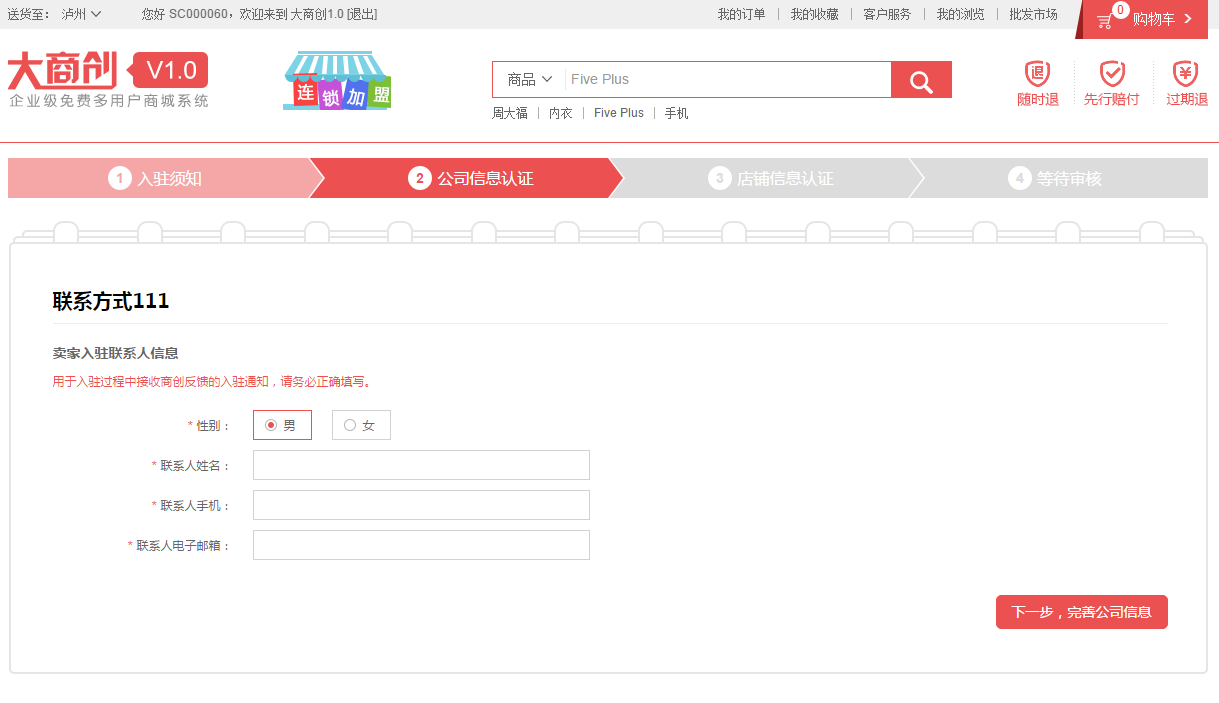 送货至： 泸州 您好 SC000060，欢迎来到 大商创1.0 [退出] 我的订单 我的收藏 客户服务 我的浏览 批发市场 0 购物车
大商创 V1.0
企业级免费多用户商城系统
连锁加盟
商品 Five Plus
周大福 内衣 Five Plus 手机
退 ¥
随时退 先行赔付 过期退
1 入驻须知 2 公司信息认证 3 店铺信息认证 4 等待审核
联系方式111
卖家入驻联系人信息
用于入驻过程中接收商创反馈的入驻通知，请务必正确填写。
* 性别： 男 女
* 联系人姓名：
* 联系人手机：
* 联系人电子邮箱：
下一步，完善公司信息